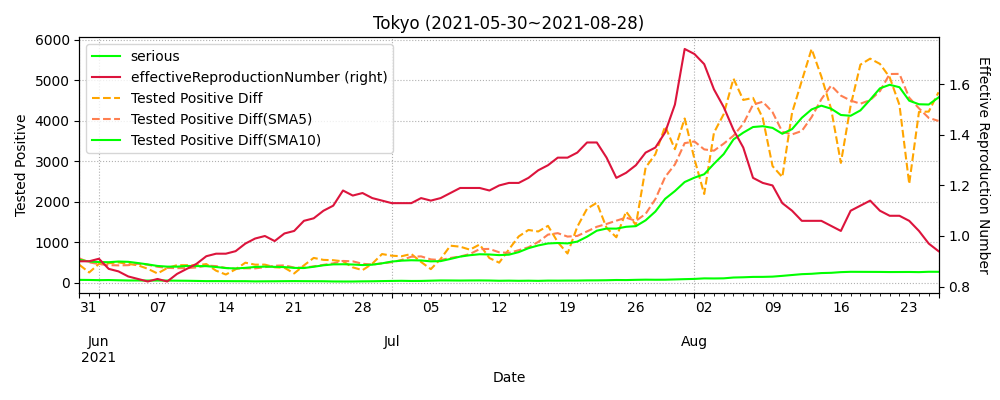 Tokyo (2021-05-30~2021-08-28)
serious
effectiveReproductionNumber (right)
Tested Positive Diff
Tested Positive Diff(SMA5)
Tested Positive Diff(SMA10)
Tested Positive
6000
5000
4000
3000
2000
1000
0
Effective Reproduction Number
1.6
1.4
1.2
1.0
0.8
31 07 14 21 28 05 12 19 26 02 09 16 23
Jun Jul Aug
2021
Date